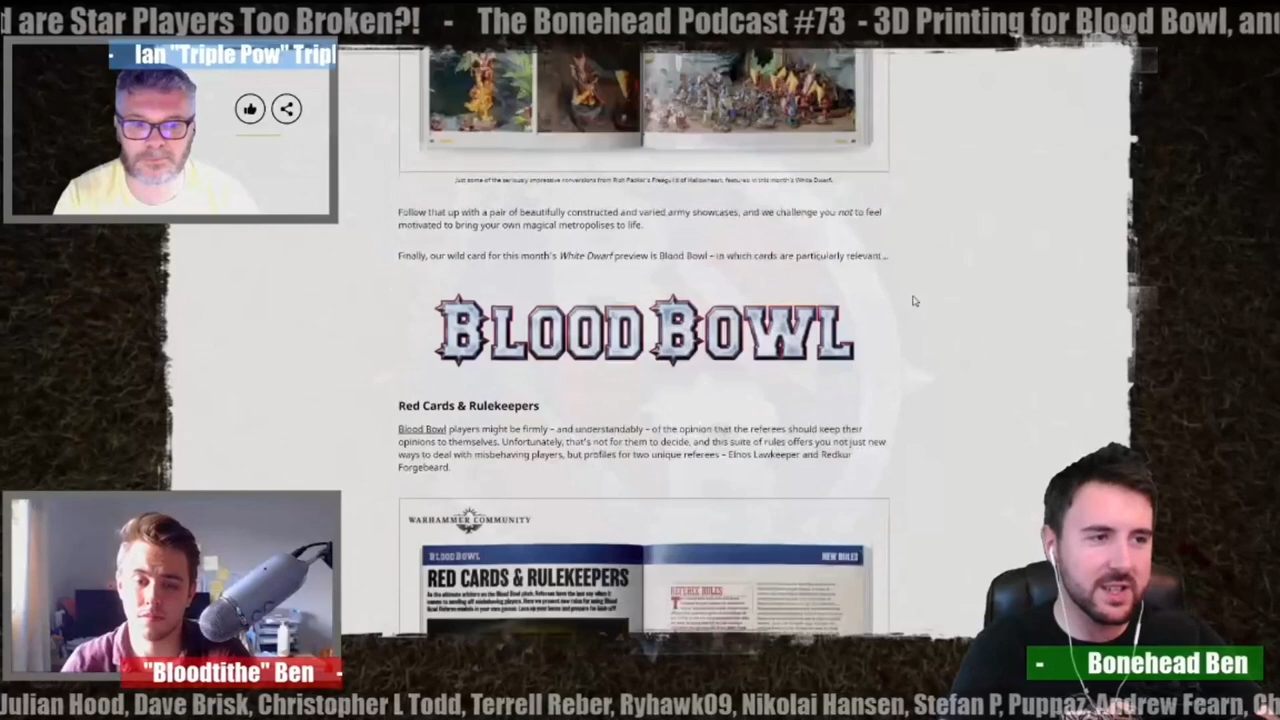 d are Star Players Too Broken?! - The Bonehead Podcast #73 - 3D Printing for Blood Bowl, and
- Ian "Triple Pow" Tripl
Just some of the seriously impressive conversions from Rich Packer's Freeguild of Hallowheart, features in this month's White Dwarf.
Follow that up with a pair of beautifully constructed and varied army showcases, and we challenge you not to feel
motivated to bring your own magical metropolises to life.
Finally, our wild card for this month's White Dwarf preview is Blood Bowl – in which cards are particularly relevant...
BLOOD BOWL
Red Cards & Rulekeepers
Blood Bowl players might be firmly – and understandably – of the opinion that the referees should keep their
opinions to themselves. Unfortunately, that's not for them to decide, and this suite of rules offers you not just new
ways to deal with misbehaving players, but profiles for two unique referees – Elnos Lawkeeper and Redkur
Forgebeard.
WARHAMMER COMMUNITY
BLOOD BOWL
NEW RULES
RED CARDS & RULEKEEPERS
REFEREE RULES
"Bloodtithe" Ben -
- Bonehead Ben
Julian Hood, Dave Brisk, Christopher L Todd, Terrell Reber, Ryhawk09, Nikolai Hansen, Stefan P, Puppaz, Andrew Fearn, Ch